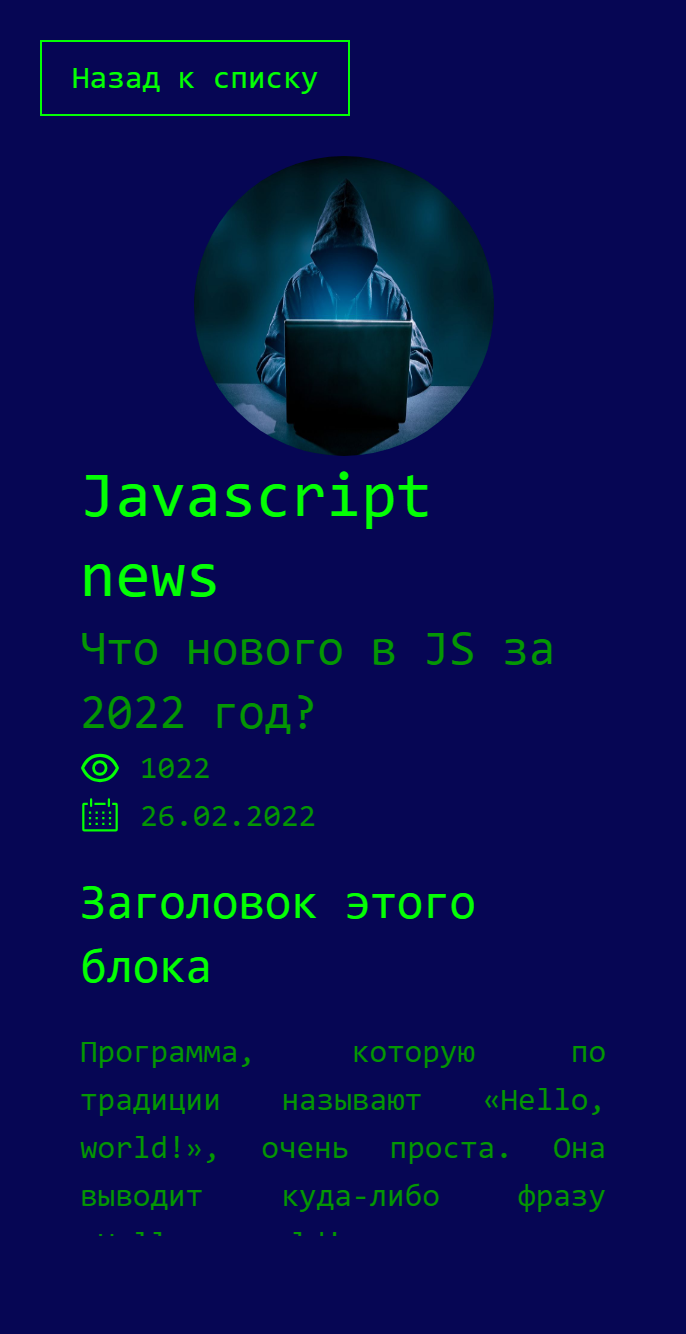 Назад к списку
Javascript
news
Что нового в JS за
2022 год?
1022
26.02.2022
Заголовок этого
блока
Программа, которую по
традиции называют «Hello,
world!», очень проста. Она
выводит куда-либо фразу